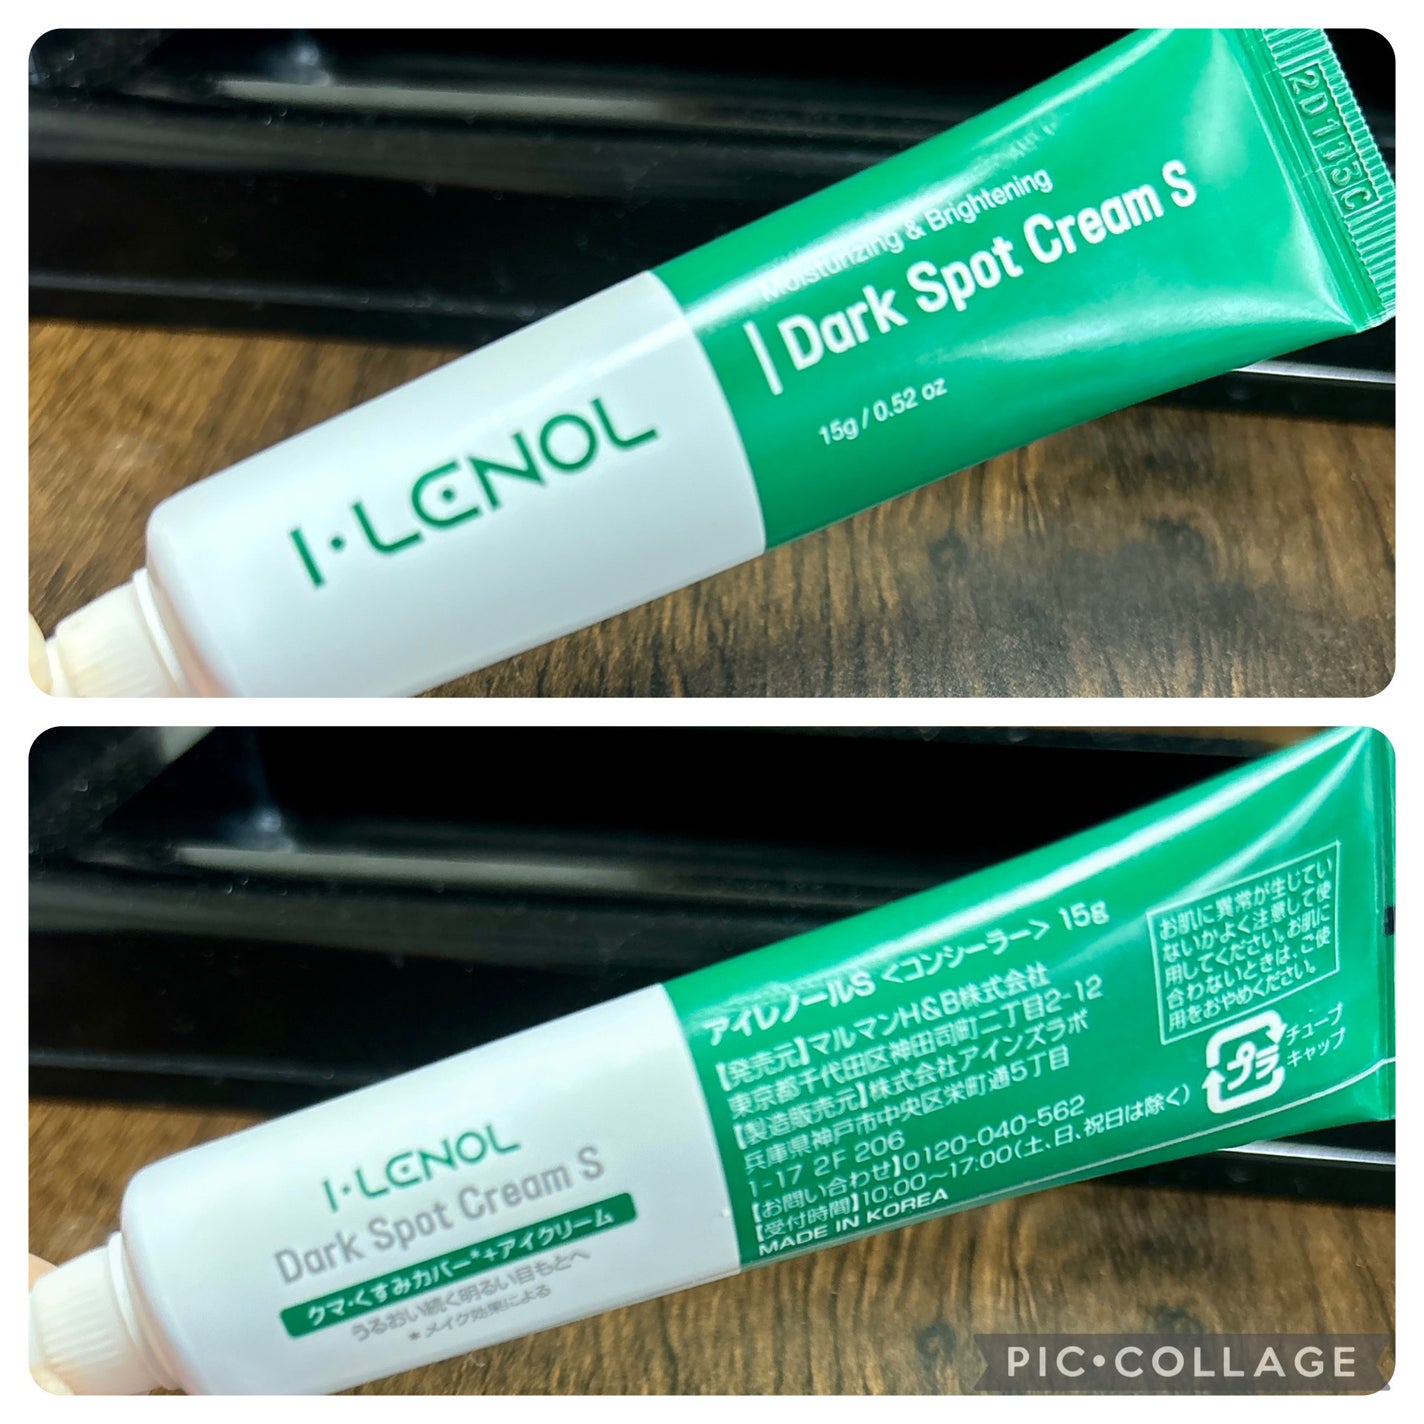 2D113C
Moisturizing & Brightening
Dark Spot Cream S
15g / 0.52 oz
I·LENOL
I·LENOL
Dark Spot Cream S
クマ・くすみカバー*+アイクリーム
うるおい続く明るい目もとへ
*メイク効果による
アイレノールS <コンシーラー> 15g
【発売元】マルマンH&B株式会社
東京都千代田区神田司町二丁目2-12
【製造販売元】株式会社アインズラボ
兵庫県神戸市中央区栄町通5丁目
1-17 2F 206
【お問い合わせ】0120-040-562
【受付時間】10:00~17:00(土、日、祝日は除く)
MADE IN KOREA
お肌に異常が生じてい
ないかよく注意して使
用してください。お肌に
合わないときは、ご使
用をおやめください。
プラ
チューブ
キャップ
PIC•COLLAGE